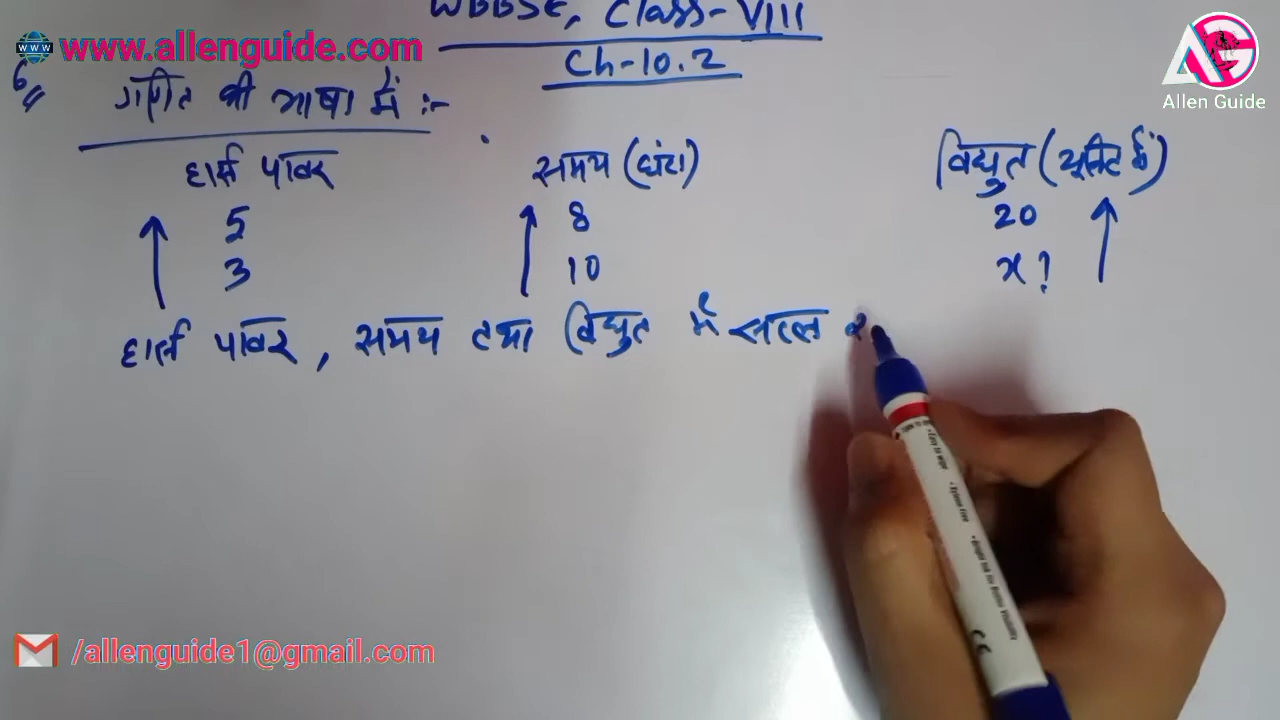 WBBSE, Class-VIII
www.allenguide.com
Ch-10.2
AG
Allen Guide
6// गणित की भाषा में :-
हार्स पावर समय (घंटा) विद्युत (यूनिट में)
5 8 20
3 10 x ?
हार्स पावर, समय तथा विद्युत में सरल
/allenguide1@gmail.com